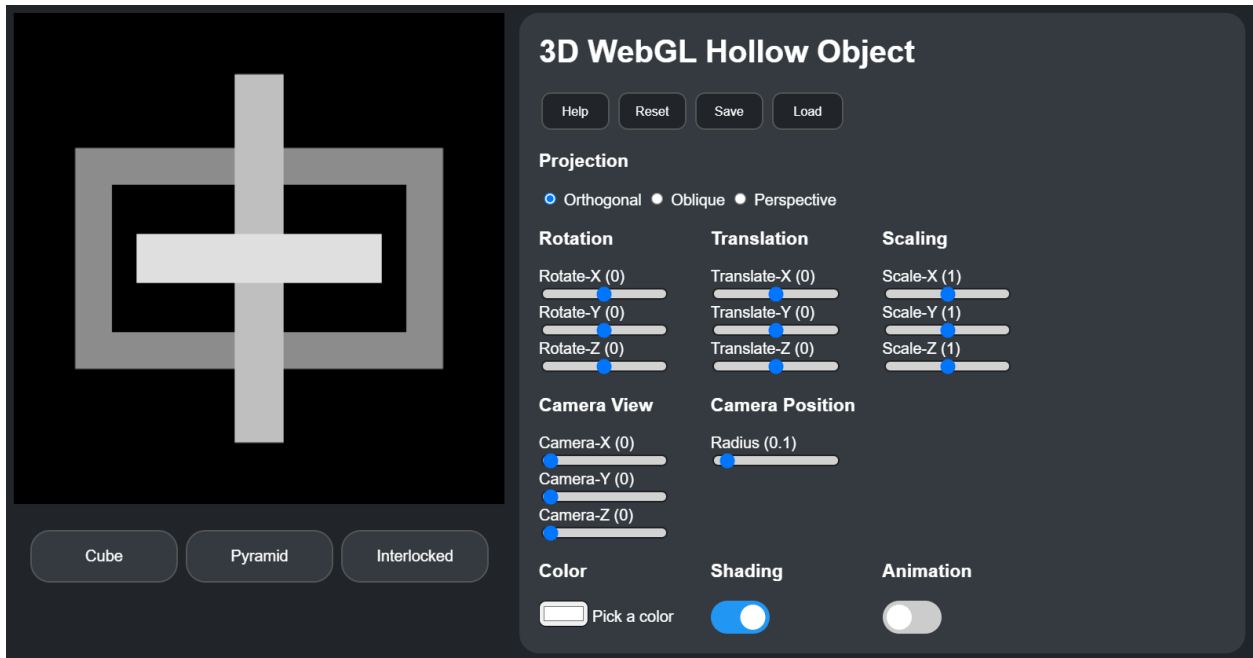 3D WebGL Hollow Object
Help Reset Save Load
Projection
Orthogonal Oblique Perspective
Rotation Translation Scaling
Rotate-X (0) Translate-X (0) Scale-X (1)
Rotate-Y (0) Translate-Y (0) Scale-Y (1)
Rotate-Z (0) Translate-Z (0) Scale-Z (1)
Camera View Camera Position
Camera-X (0) Radius (0.1)
Camera-Y (0)
Camera-Z (0)
Cube Pyramid Interlocked
Color Shading Animation
Pick a color